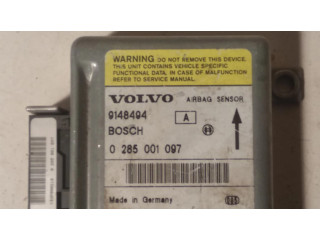 WARNING DO NOT REMOVE THIS DEVICE.
THIS UNIT CONTAINS VEHICLE SPECIFIC
FUNCTIONAL DATA. IN CASE OF MALFUNCTION
REFER TO SERVICE MANUAL.
VOLVO AIRBAG SENSOR
9148494 A
BOSCH
0 285 001 097
Made in Germany